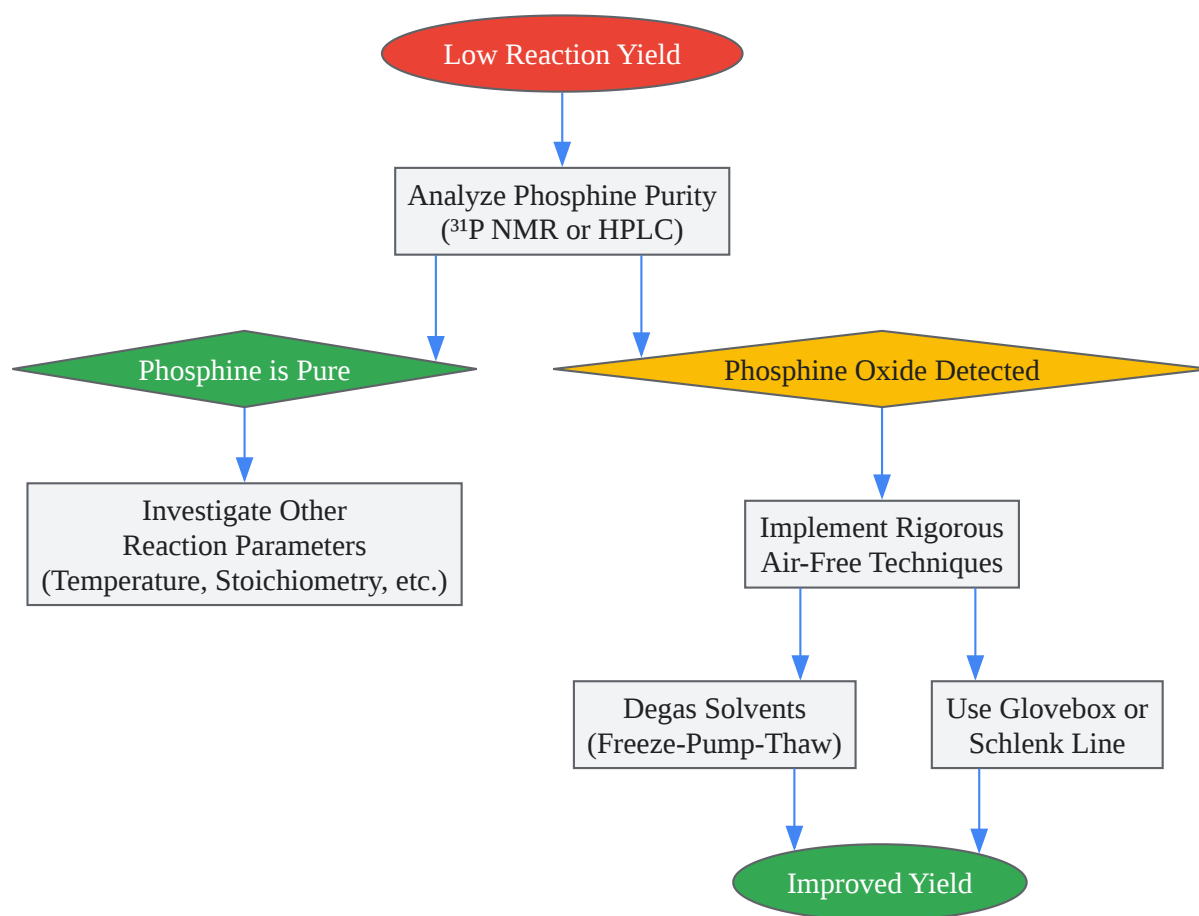 Low Reaction Yield
Analyze Phosphine Purity
(³¹P NMR or HPLC)
Phosphine is Pure
Phosphine Oxide Detected
Investigate Other
Reaction Parameters
(Temperature, Stoichiometry, etc.)
Implement Rigorous
Air-Free Techniques
Degas Solvents
(Freeze-Pump-Thaw)
Use Glovebox or
Schlenk Line
Improved Yield